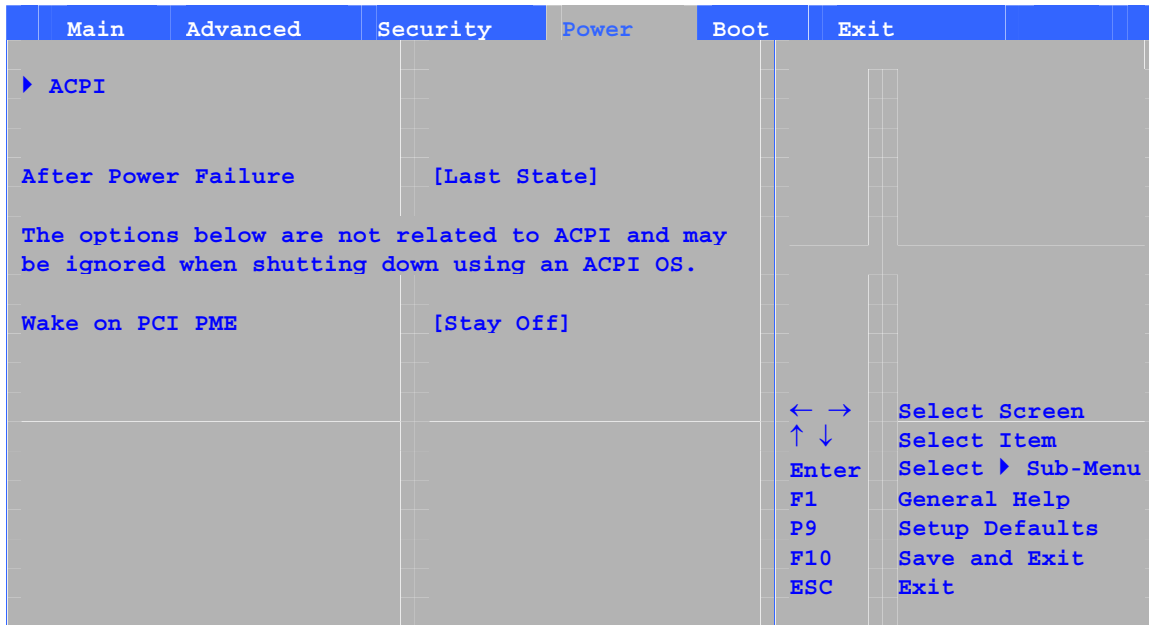 Main Advanced Security Power Boot Exit
ACPI
After Power Failure [Last State]
The options below are not related to ACPI and may
be ignored when shutting down using an ACPI OS.
Wake on PCI PME [Stay Off]
← → Select Screen
↑ ↓ Select Item
Enter Select ▶ Sub-Menu
F1 General Help
P9 Setup Defaults
F10 Save and Exit
ESC Exit